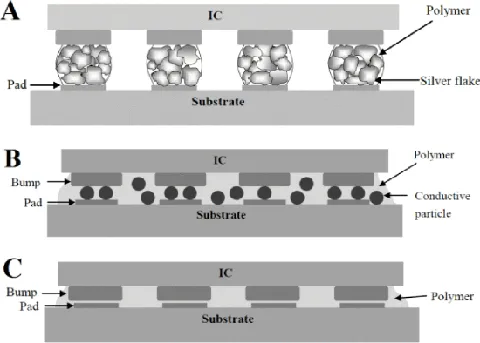 A
IC
Polymer
Pad
Silver flake
Substrate
B
IC
Polymer
Bump
Pad
Conductive
particle
Substrate
C
IC
Bump
Polymer
Pad
Substrate